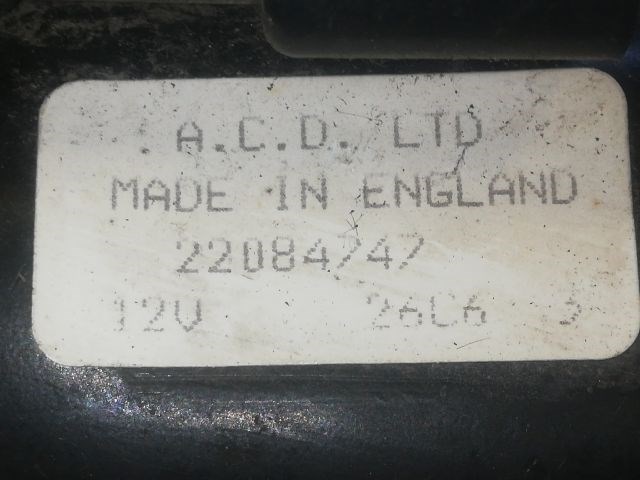 A.C.D. LTD
MADE IN ENGLAND
22084747
12V 26C6